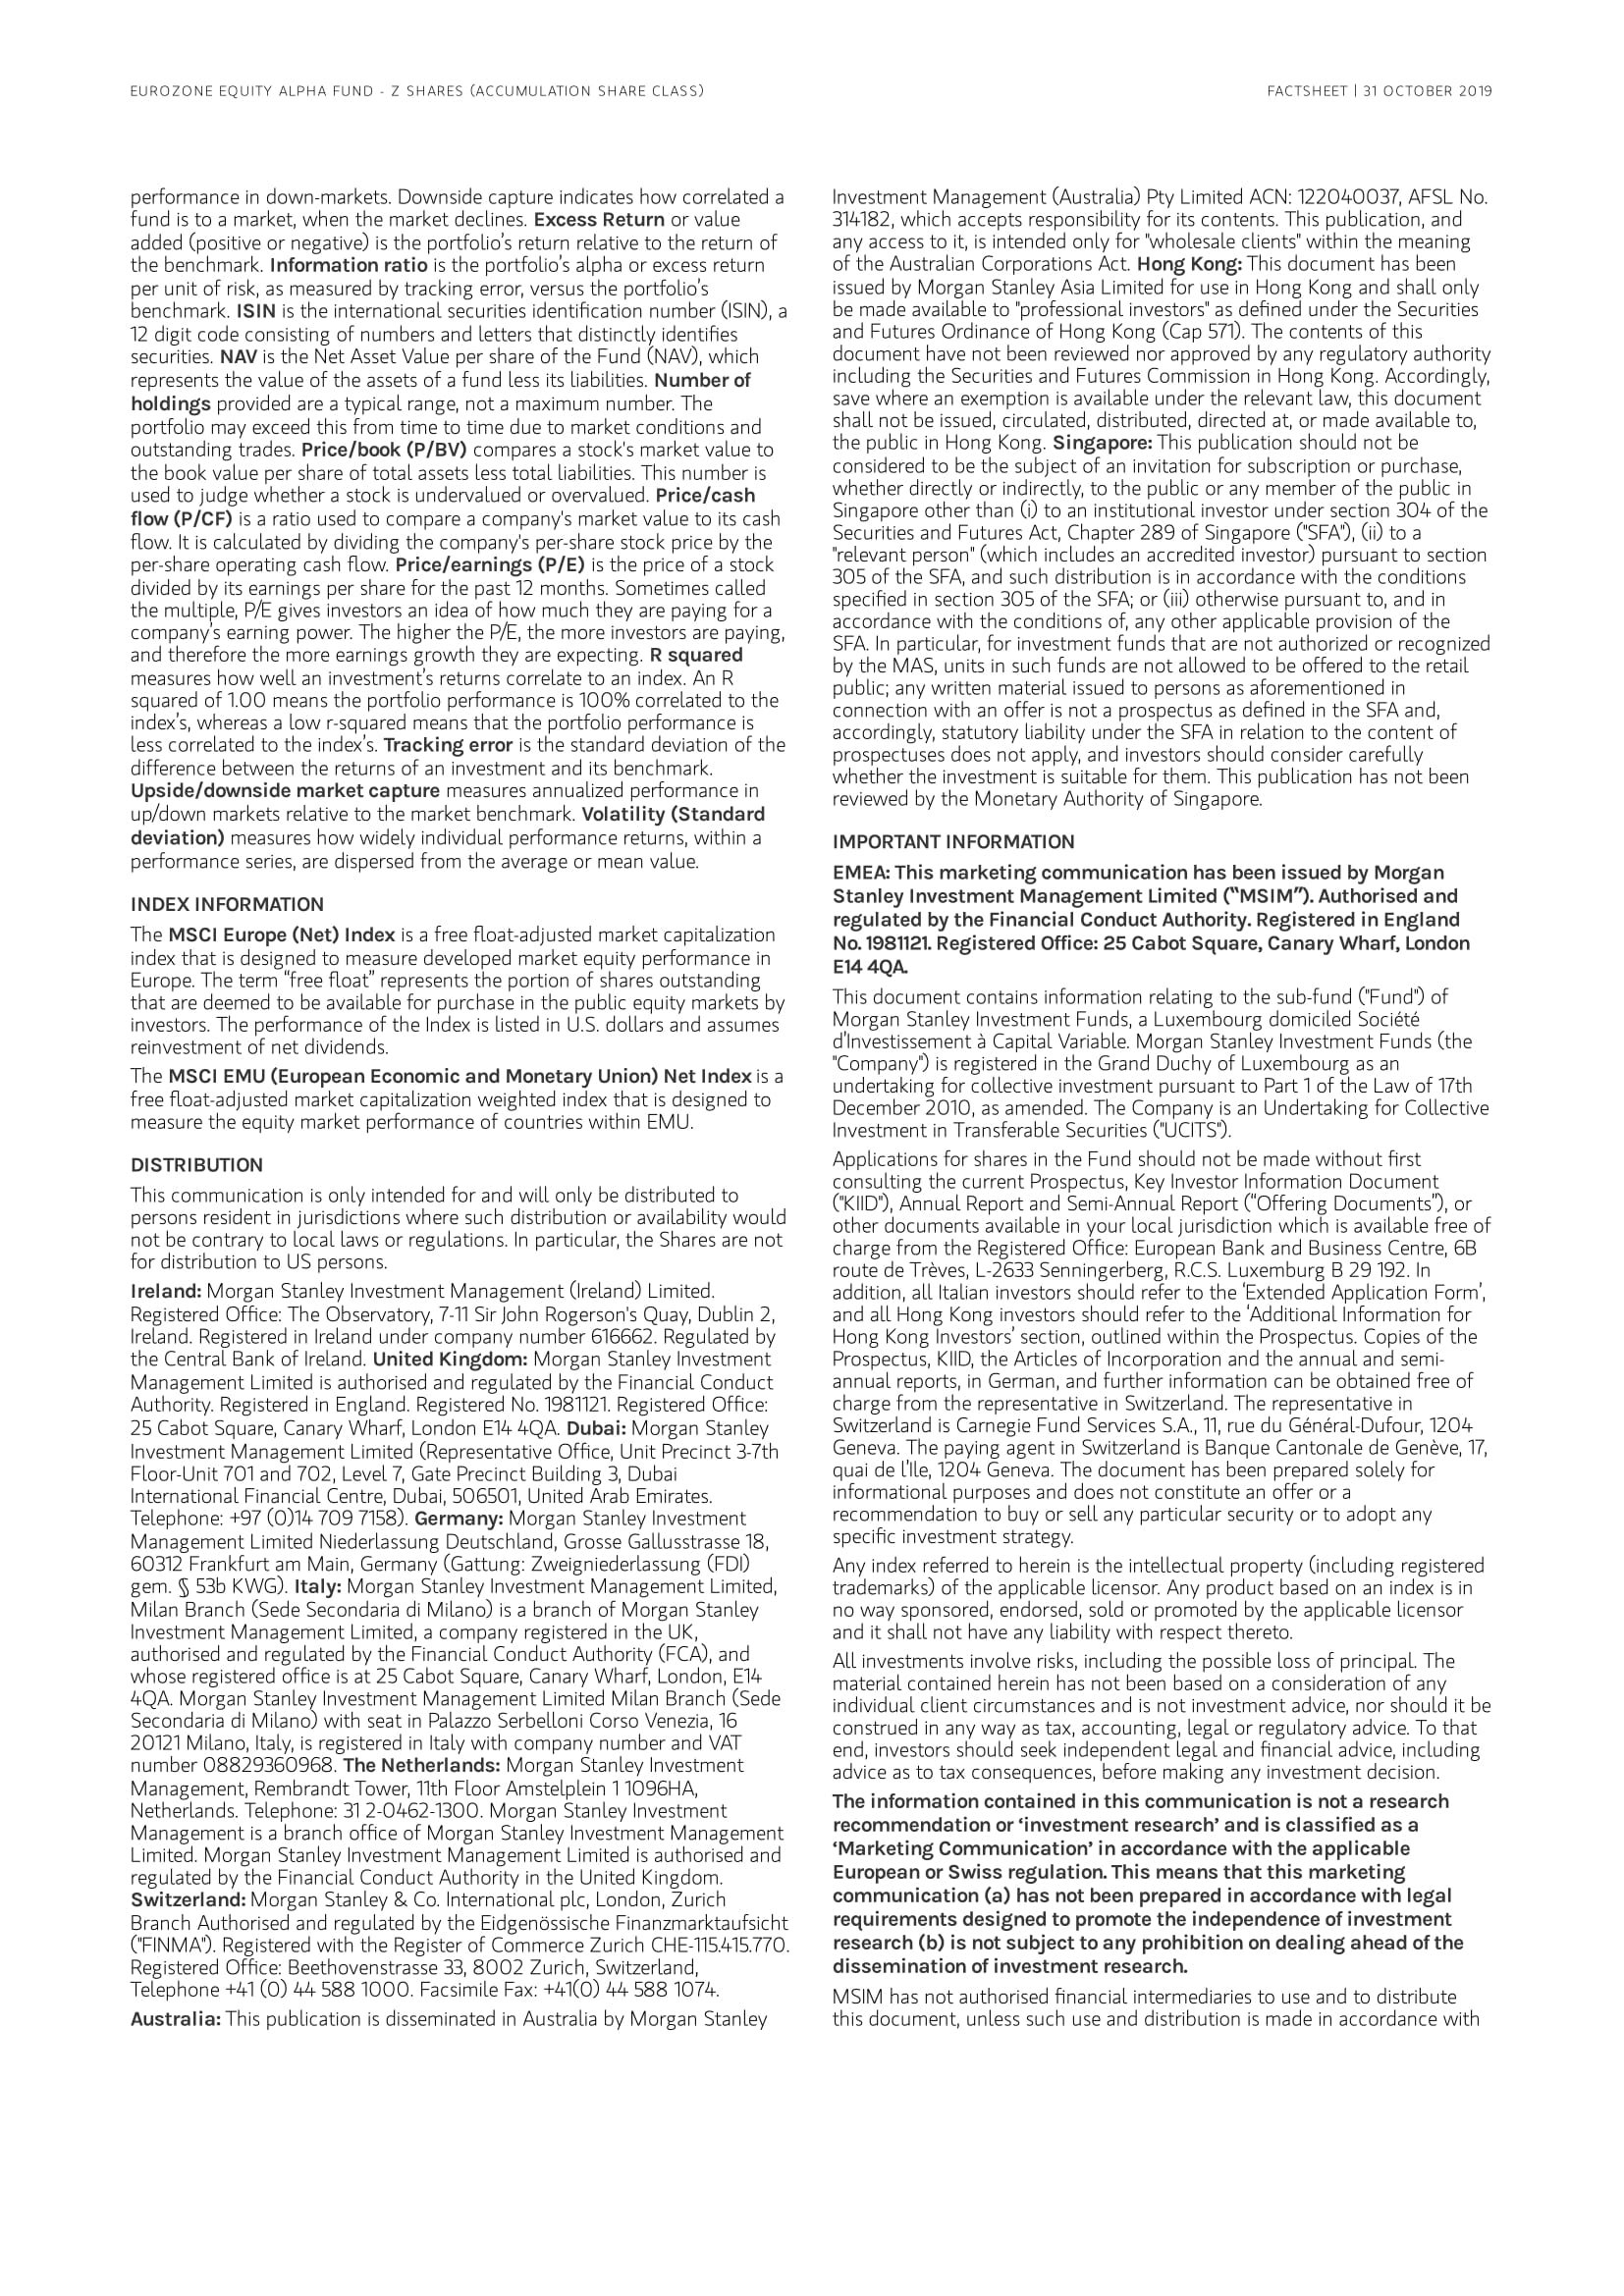 EUROZONE EQUITY ALPHA FUND - Z SHARES (ACCUMULATION SHARE CLASS)
FACTSHEET | 31 OCTOBER 2019
performance in down-markets. Downside capture indicates how correlated a
fund is to a market, when the market declines. Excess Return or value
added (positive or negative) is the portfolio's return relative to the return of
the benchmark. Information ratio is the portfolio's alpha or excess return
per unit of risk, as measured by tracking error, versus the portfolio's
benchmark. ISIN is the international securities identification number (ISIN), a
12 digit code consisting of numbers and letters that distinctly identifies
securities. NAV is the Net Asset Value per share of the Fund (NAV), which
represents the value of the assets of a fund less its liabilities. Number of
holdings provided are a typical range, not a maximum number. The
portfolio may exceed this from time to time due to market conditions and
outstanding trades. Price/book (P/BV) compares a stock's market value to
the book value per share of total assets less total liabilities. This number is
used to judge whether a stock is undervalued or overvalued. Price/cash
flow (P/CF) is a ratio used to compare a company's market value to its cash
flow. It is calculated by dividing the company's per-share stock price by the
per-share operating cash flow. Price/earnings (P/E) is the price of a stock
divided by its earnings per share for the past 12 months. Sometimes called
the multiple, P/E gives investors an idea of how much they are paying for a
company's earning power. The higher the P/E, the more investors are paying,
and therefore the more earnings growth they are expecting. R squared
measures how well an investment's returns correlate to an index. An R
squared of 1.00 means the portfolio performance is 100% correlated to the
index's, whereas a low r-squared means that the portfolio performance is
less correlated to the index's. Tracking error is the standard deviation of the
difference between the returns of an investment and its benchmark.
Upside/downside market capture measures annualized performance in
up/down markets relative to the market benchmark. Volatility (Standard
deviation) measures how widely individual performance returns, within a
performance series, are dispersed from the average or mean value.
INDEX INFORMATION
The MSCI Europe (Net) Index is a free float-adjusted market capitalization
index that is designed to measure developed market equity performance in
Europe. The term “free float” represents the portion of shares outstanding
that are deemed to be available for purchase in the public equity markets by
investors. The performance of the Index is listed in U.S. dollars and assumes
reinvestment of net dividends.
The MSCI EMU (European Economic and Monetary Union) Net Index is a
free float-adjusted market capitalization weighted index that is designed to
measure the equity market performance of countries within EMU.
DISTRIBUTION
This communication is only intended for and will only be distributed to
persons resident in jurisdictions where such distribution or availability would
not be contrary to local laws or regulations. In particular, the Shares are not
for distribution to US persons.
Ireland: Morgan Stanley Investment Management (Ireland) Limited.
Registered Office: The Observatory, 7-11 Sir John Rogerson's Quay, Dublin 2,
Ireland. Registered in Ireland under company number 616662. Regulated by
the Central Bank of Ireland. United Kingdom: Morgan Stanley Investment
Management Limited is authorised and regulated by the Financial Conduct
Authority. Registered in England. Registered No. 1981121. Registered Office:
25 Cabot Square, Canary Wharf, London E14 4QA. Dubai: Morgan Stanley
Investment Management Limited (Representative Office, Unit Precinct 3-7th
Floor-Unit 701 and 702, Level 7, Gate Precinct Building 3, Dubai
International Financial Centre, Dubai, 506501, United Arab Emirates.
Telephone: +97 (0)14 709 7158). Germany: Morgan Stanley Investment
Management Limited Niederlassung Deutschland, Grosse Gallusstrasse 18,
60312 Frankfurt am Main, Germany (Gattung: Zweigniederlassung (FDI)
gem. § 53b KWG). Italy: Morgan Stanley Investment Management Limited,
Milan Branch (Sede Secondaria di Milano) is a branch of Morgan Stanley
Investment Management Limited, a company registered in the UK,
authorised and regulated by the Financial Conduct Authority (FCA), and
whose registered office is at 25 Cabot Square, Canary Wharf, London, E14
4QA. Morgan Stanley Investment Management Limited Milan Branch (Sede
Secondaria di Milano) with seat in Palazzo Serbelloni Corso Venezia, 16
20121 Milano, Italy, is registered in Italy with company number and VAT
number 08829360968. The Netherlands: Morgan Stanley Investment
Management, Rembrandt Tower, 11th Floor Amstelplein 1 1096HA,
Netherlands. Telephone: 31 2-0462-1300. Morgan Stanley Investment
Management is a branch office of Morgan Stanley Investment Management
Limited. Morgan Stanley Investment Management Limited is authorised and
regulated by the Financial Conduct Authority in the United Kingdom.
Switzerland: Morgan Stanley & Co. International plc, London, Zurich
Branch Authorised and regulated by the Eidgenössische Finanzmarktaufsicht
("FINMA"). Registered with the Register of Commerce Zurich CHE-115.415.770.
Registered Office: Beethovenstrasse 33, 8002 Zurich, Switzerland,
Telephone +41 (0) 44 588 1000. Facsimile Fax: +41(0) 44 588 1074.
Australia: This publication is disseminated in Australia by Morgan Stanley
Investment Management (Australia) Pty Limited ACN: 122040037, AFSL No.
314182, which accepts responsibility for its contents. This publication, and
any access to it, is intended only for "wholesale clients" within the meaning
of the Australian Corporations Act. Hong Kong: This document has been
issued by Morgan Stanley Asia Limited for use in Hong Kong and shall only
be made available to "professional investors" as defined under the Securities
and Futures Ordinance of Hong Kong (Cap 571). The contents of this
document have not been reviewed nor approved by any regulatory authority
including the Securities and Futures Commission in Hong Kong. Accordingly,
save where an exemption is available under the relevant law, this document
shall not be issued, circulated, distributed, directed at, or made available to,
the public in Hong Kong. Singapore: This publication should not be
considered to be the subject of an invitation for subscription or purchase,
whether directly or indirectly, to the public or any member of the public in
Singapore other than (i) to an institutional investor under section 304 of the
Securities and Futures Act, Chapter 289 of Singapore ("SFA"), (ii) to a
"relevant person" (which includes an accredited investor) pursuant to section
305 of the SFA, and such distribution is in accordance with the conditions
specified in section 305 of the SFA; or (iii) otherwise pursuant to, and in
accordance with the conditions of, any other applicable provision of the
SFA. In particular, for investment funds that are not authorized or recognized
by the MAS, units in such funds are not allowed to be offered to the retail
public; any written material issued to persons as aforementioned in
connection with an offer is not a prospectus as defined in the SFA and,
accordingly, statutory liability under the SFA in relation to the content of
prospectuses does not apply, and investors should consider carefully
whether the investment is suitable for them. This publication has not been
reviewed by the Monetary Authority of Singapore.
IMPORTANT INFORMATION
EMEA: This marketing communication has been issued by Morgan
Stanley Investment Management Limited (“MSIM”). Authorised and
regulated by the Financial Conduct Authority. Registered in England
No. 1981121. Registered Office: 25 Cabot Square, Canary Wharf, London
E14 4QA.
This document contains information relating to the sub-fund ("Fund") of
Morgan Stanley Investment Funds, a Luxembourg domiciled Société
d'Investissement à Capital Variable. Morgan Stanley Investment Funds (the
"Company") is registered in the Grand Duchy of Luxembourg as an
undertaking for collective investment pursuant to Part 1 of the Law of 17th
December 2010, as amended. The Company is an Undertaking for Collective
Investment in Transferable Securities ("UCITS").
Applications for shares in the Fund should not be made without first
consulting the current Prospectus, Key Investor Information Document
("KIID"), Annual Report and Semi-Annual Report (“Offering Documents”), or
other documents available in your local jurisdiction which is available free of
charge from the Registered Office: European Bank and Business Centre, 6B
route de Trèves, L-2633 Senningerberg, R.C.S. Luxemburg B 29 192. In
addition, all Italian investors should refer to the ‘Extended Application Form’,
and all Hong Kong investors should refer to the ‘Additional Information for
Hong Kong Investors’ section, outlined within the Prospectus. Copies of the
Prospectus, KIID, the Articles of Incorporation and the annual and semi-
annual reports, in German, and further information can be obtained free of
charge from the representative in Switzerland. The representative in
Switzerland is Carnegie Fund Services S.A., 11, rue du Général-Dufour, 1204
Geneva. The paying agent in Switzerland is Banque Cantonale de Genève, 17,
quai de l'Ile, 1204 Geneva. The document has been prepared solely for
informational purposes and does not constitute an offer or a
recommendation to buy or sell any particular security or to adopt any
specific investment strategy.
Any index referred to herein is the intellectual property (including registered
trademarks) of the applicable licensor. Any product based on an index is in
no way sponsored, endorsed, sold or promoted by the applicable licensor
and it shall not have any liability with respect thereto.
All investments involve risks, including the possible loss of principal. The
material contained herein has not been based on a consideration of any
individual client circumstances and is not investment advice, nor should it be
construed in any way as tax, accounting, legal or regulatory advice. To that
end, investors should seek independent legal and financial advice, including
advice as to tax consequences, before making any investment decision.
The information contained in this communication is not a research
recommendation or ‘investment research’ and is classified as a
‘Marketing Communication’ in accordance with the applicable
European or Swiss regulation. This means that this marketing
communication (a) has not been prepared in accordance with legal
requirements designed to promote the independence of investment
research (b) is not subject to any prohibition on dealing ahead of the
dissemination of investment research.
MSIM has not authorised financial intermediaries to use and to distribute
this document, unless such use and distribution is made in accordance with